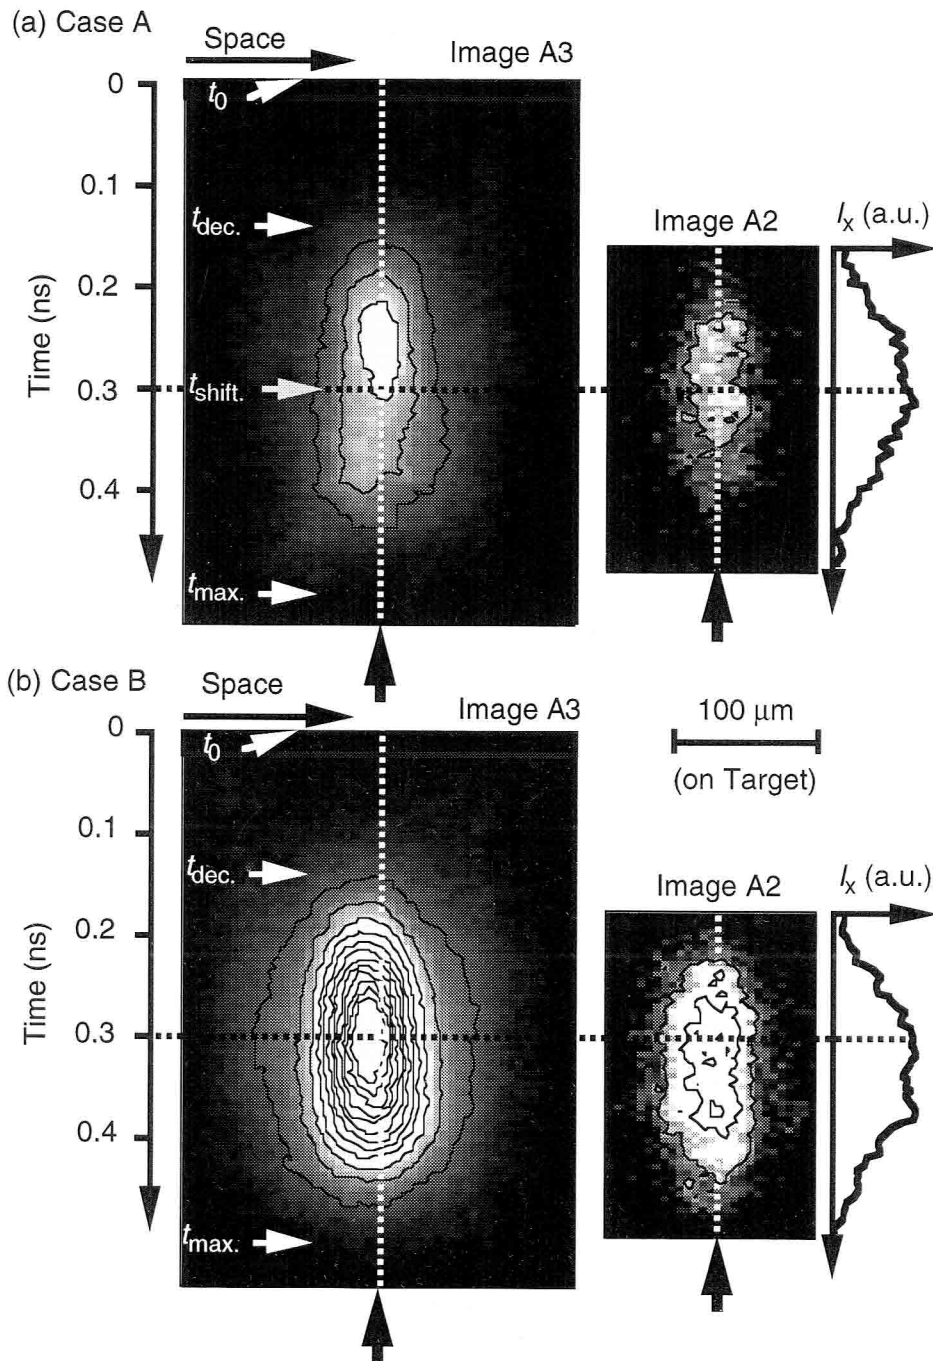 (a) Case A
Space
Image A3
0
t0
0.1
tdec.
Image A2
Ix (a.u.)
0.2
Time (ns)
0.3
tshift.
0.4
tmax.
(b) Case B
Space
Image A3
100 μm
(on Target)
0
t0
0.1
tdec.
Image A2
Ix (a.u.)
0.2
Time (ns)
0.3
0.4
tmax.